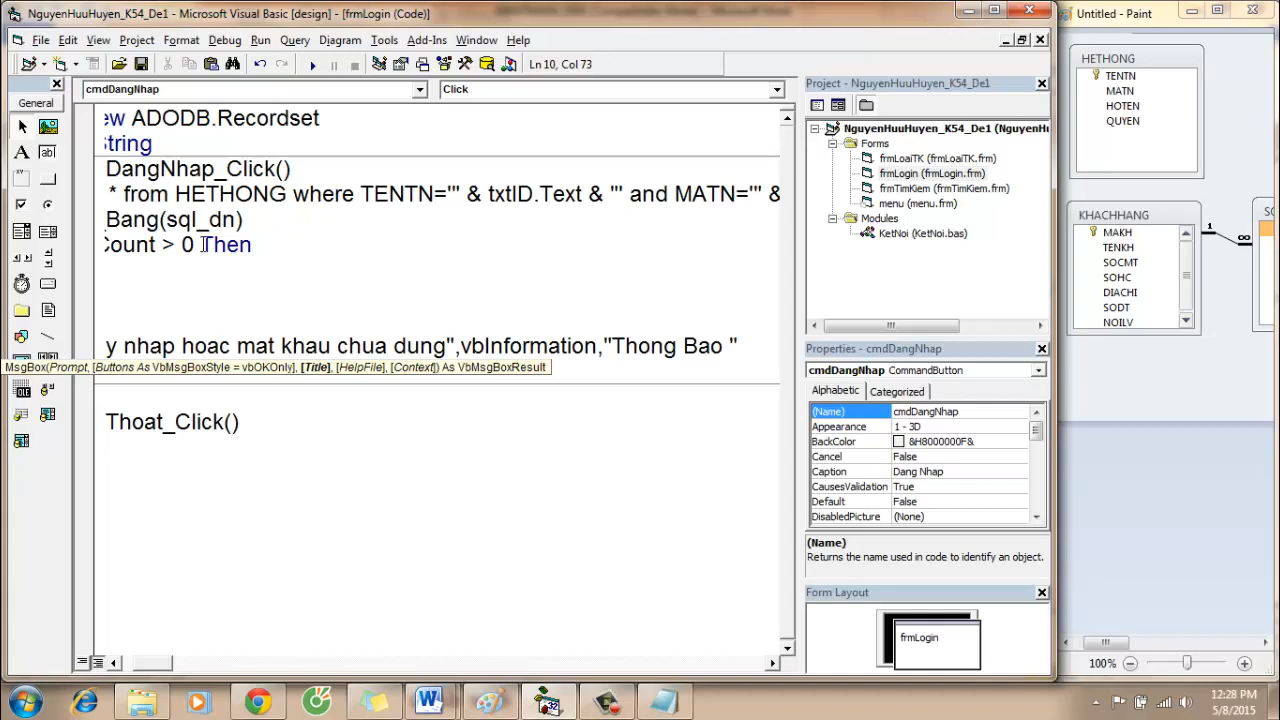 NguyenHuuHuyen_K54_De1 - Microsoft Visual Basic [design] - [frmLogin (Code)]
Untitled - Paint
File Edit View Project Format Debug Run Query Diagram Tools Add-Ins Window Help
Ln 10, Col 73
General
cmdDangNhap
Click
ew ADODB.Recordset
String
DangNhap_Click()
* from HETHONG where TENTN='" & txtID.Text & "' and MATN='" &
Bang(sql_dn)
Count > 0 Then
y nhap hoac mat khau chua dung",vbInformation,"Thong Bao "
MsgBox(Prompt, [Buttons As VbMsgBoxStyle = vbOKOnly], [Title], [HelpFile], [Context]) As VbMsgBoxResult
Thoat_Click()
Project - NguyenHuuHuyen_K54_De1
NguyenHuuHuyen_K54_De1 (NguyenHu
Forms
frmLoaiTK (frmLoaiTK.frm)
frmLogin (frmLogin.frm)
frmTimKiem (frmTimKiem.frm)
menu (menu.frm)
Modules
KetNoi (KetNoi.bas)
Properties - cmdDangNhap
cmdDangNhap CommandButton
Alphabetic Categorized
(Name) cmdDangNhap
Appearance 1 - 3D
BackColor &H8000000F&
Cancel False
Caption Dang Nhap
CausesValidation True
Default False
DisabledPicture (None)
(Name)
Returns the name used in code to identify an object.
Form Layout
frmLogin
HETHONG
TENTN
MATN
HOTEN
QUYEN
KHACHHANG
MAKH
TENKH
SOCMT
SOHC
DIACHI
SODT
NOILV
1
∞
SO
100%
12:28 PM
5/8/2015